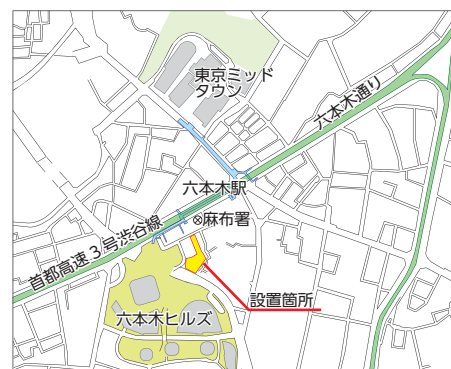 東京ミッド
タウン
六本木通り
六本木駅
⊗麻布署
首都高速3号渋谷線
設置箇所
六本木ヒルズ